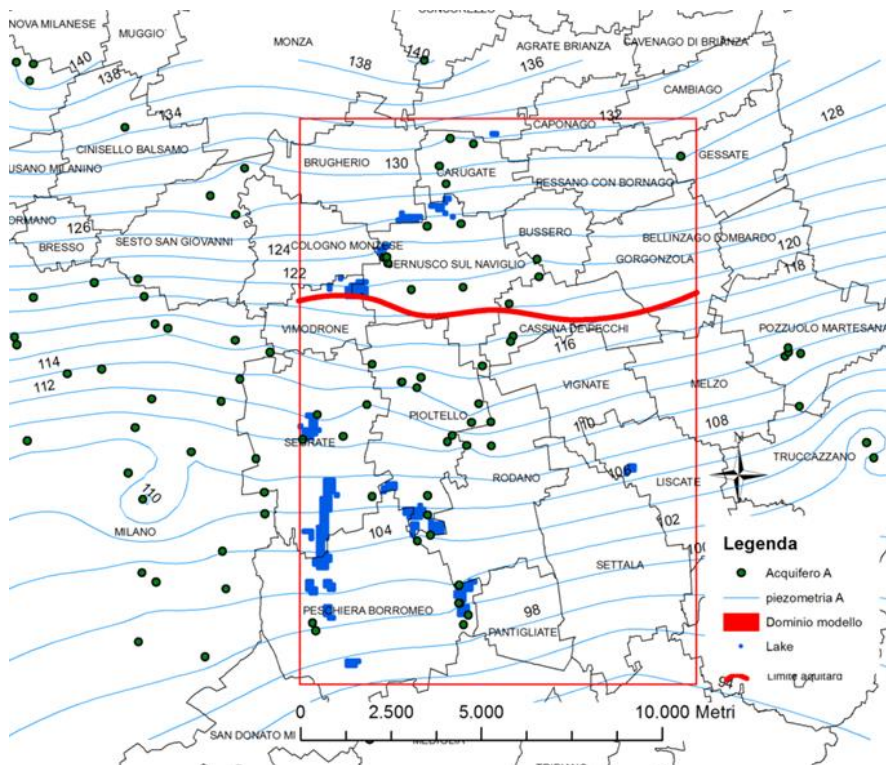 NOVA MILANESE
MUGGIO'
MONZA
CONCOREZZO
AGRATE BRIANZA
CAVENAGO DI BRIANZA
140
138
134
138
140
136
132
128
CAMBIAGO
CINISELLO BALSAMO
USANO MILANINO
BRUGHERIO
130
CARUGATE
CAPONAGO
GESSATE
PESSANO CON BORNAGO
ORMANO
126
BRESSO
SESTO SAN GIOVANNI
124
122
COLOGNO MONZESE
BUSSERO
BELLINZAGO LOMBARDO
120
118
CERNUSCO SUL NAVIGLIO
GORGONZOLA
VIMODRONE
CASSINA DE'PECCHI
116
POZZUOLO MARTESANA
114
112
VIGNATE
MELZO
PIOLTELLO
110
108
SEGRATE
TRUCCAZZANO
N
RODANO
106
LISCATE
110
MILANO
104
102
100
SETTALA
PESCHIERA BORROMEO
98
PANTIGLIATE
94
Legenda
Acquifero A
piezometria A
Dominio modello
Lake
Limite aquitard
0
2.500
5.000
10.000 Metri
SAN DONATO MI
MEDIGLIA